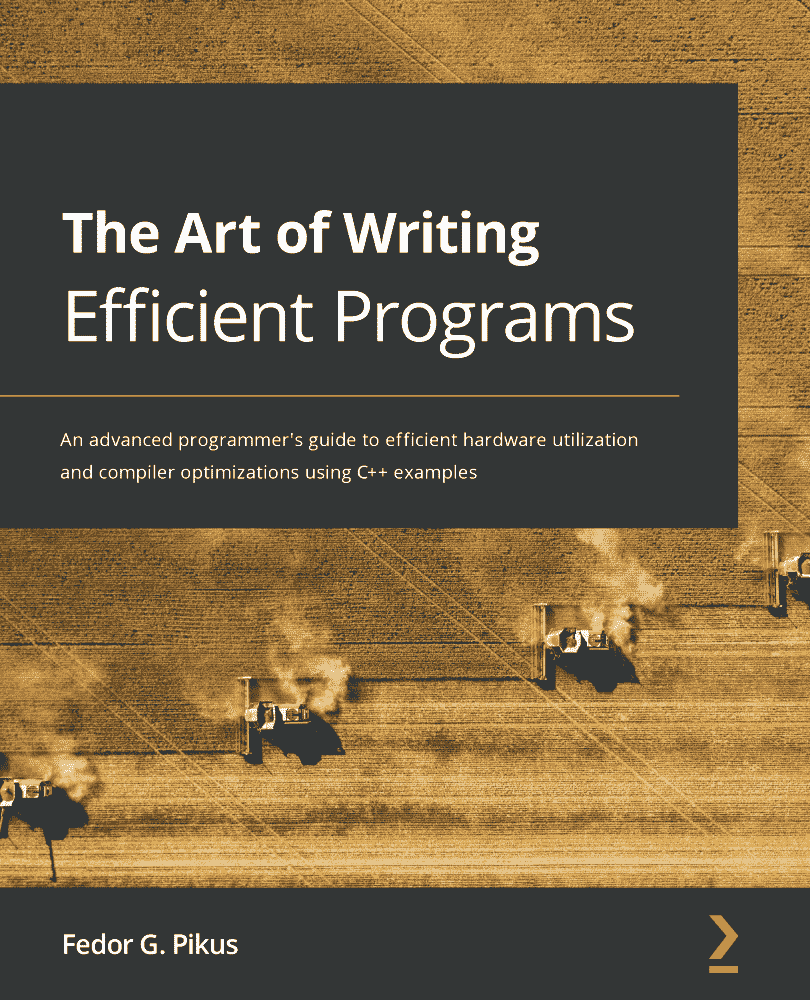 The Art of Writing
Efficient Programs
An advanced programmer's guide to efficient hardware utilization
and compiler optimizations using C++ examples
Fedor G. Pikus